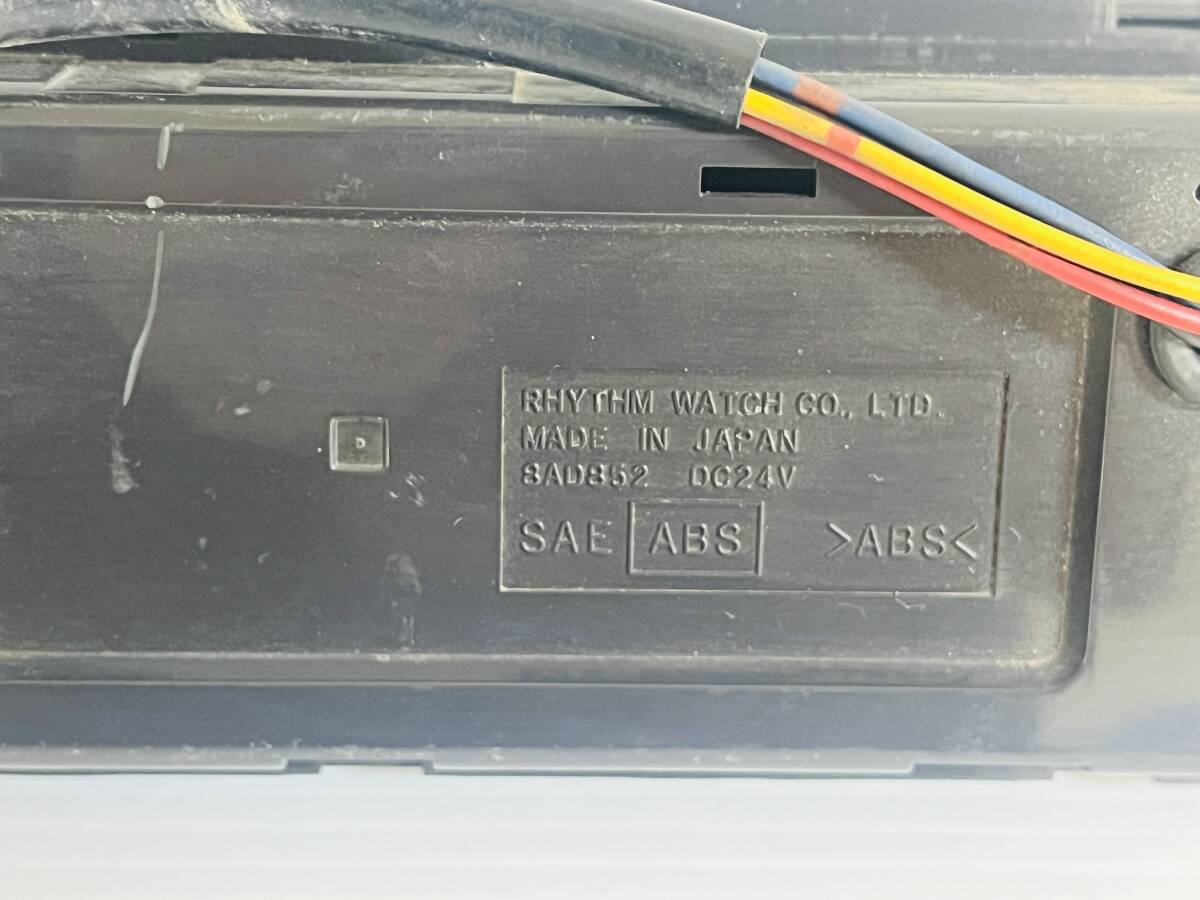 RHYTHM WATCH CO., LTD.
MADE IN JAPAN
8AD852 DC24V
SAE ABS >ABS<
D